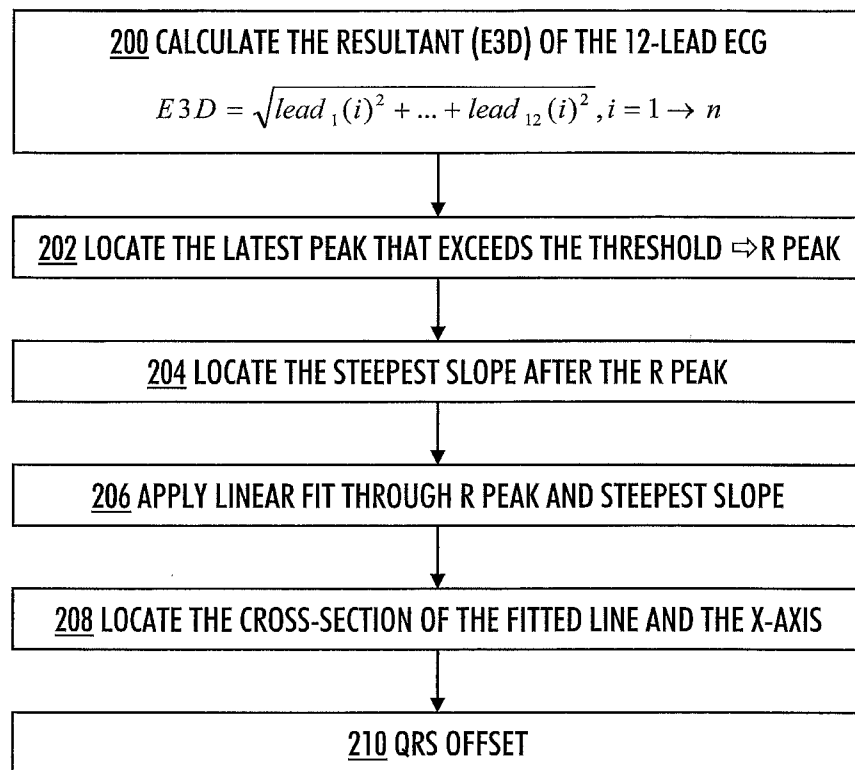 200 CALCULATE THE RESULTANT (E3D) OF THE 12-LEAD ECG
E3D = √lead₁(i)² + ... + lead₁₂(i)², i = 1 → n
202 LOCATE THE LATEST PEAK THAT EXCEEDS THE THRESHOLD ⇨R PEAK
204 LOCATE THE STEEPEST SLOPE AFTER THE R PEAK
206 APPLY LINEAR FIT THROUGH R PEAK AND STEEPEST SLOPE
208 LOCATE THE CROSS-SECTION OF THE FITTED LINE AND THE X-AXIS
210 QRS OFFSET